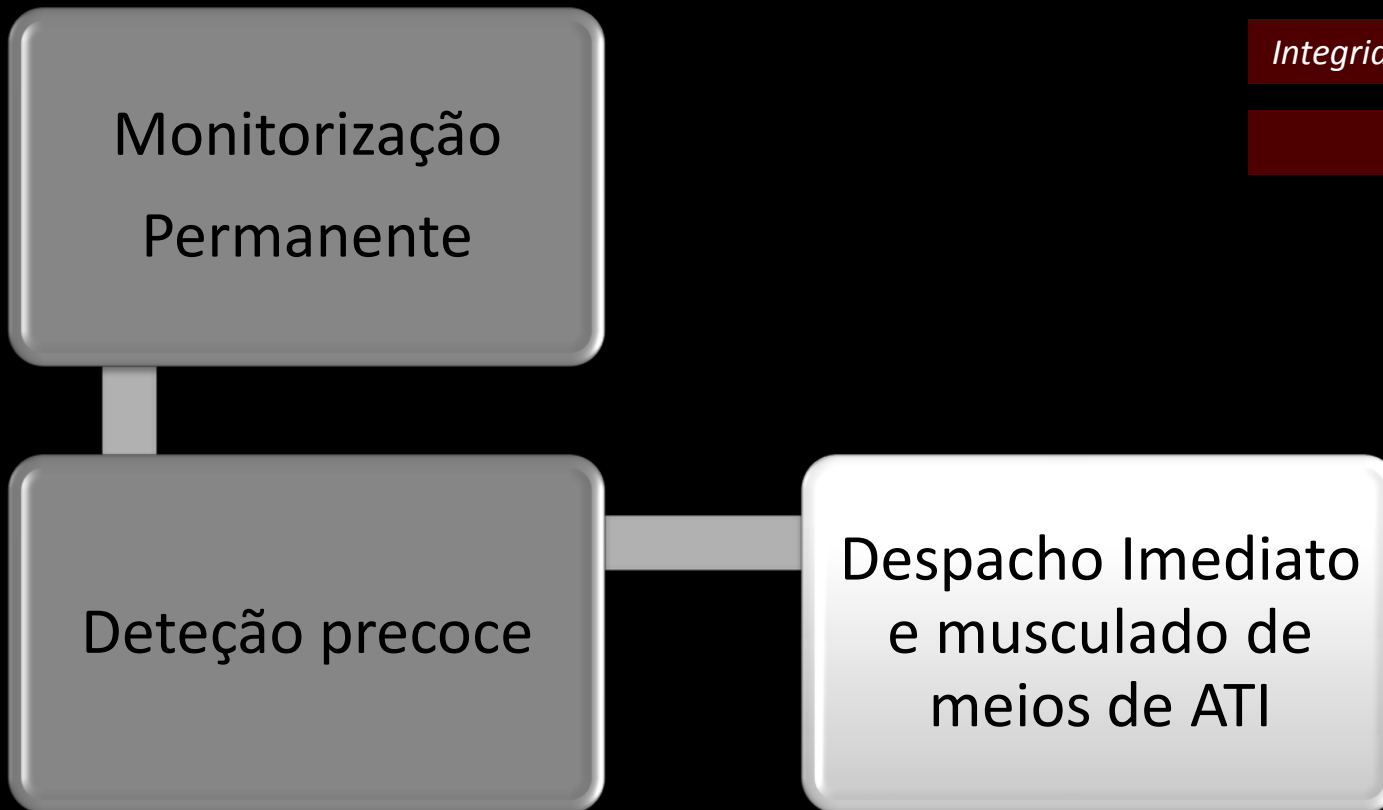 Monitorização
Permanente
Deteção precoce
Despacho Imediato
e musculado de
meios de ATI